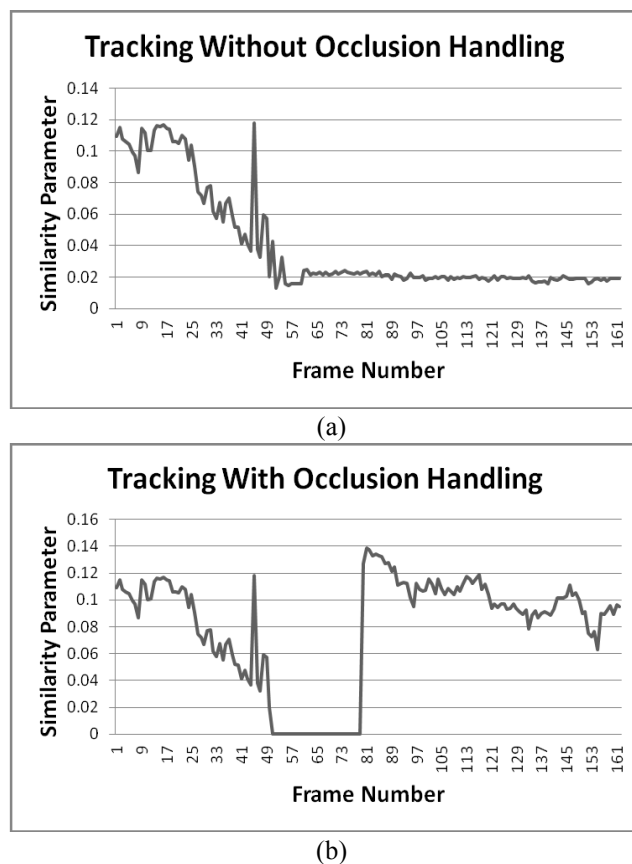 Tracking Without Occlusion Handling
0.14
0.12
0.1
0.08
0.06
0.04
0.02
0
Similarity Parameter
1 9 17 25 33 41 49 57 65 73 81 89 97 105 113 121 129 137 145 153 161
Frame Number
(a)
Tracking With Occlusion Handling
0.16
0.14
0.12
0.1
0.08
0.06
0.04
0.02
0
Similarity Parameter
1 9 17 25 33 41 49 57 65 73 81 89 97 105 113 121 129 137 145 153 161
Frame Number
(b)